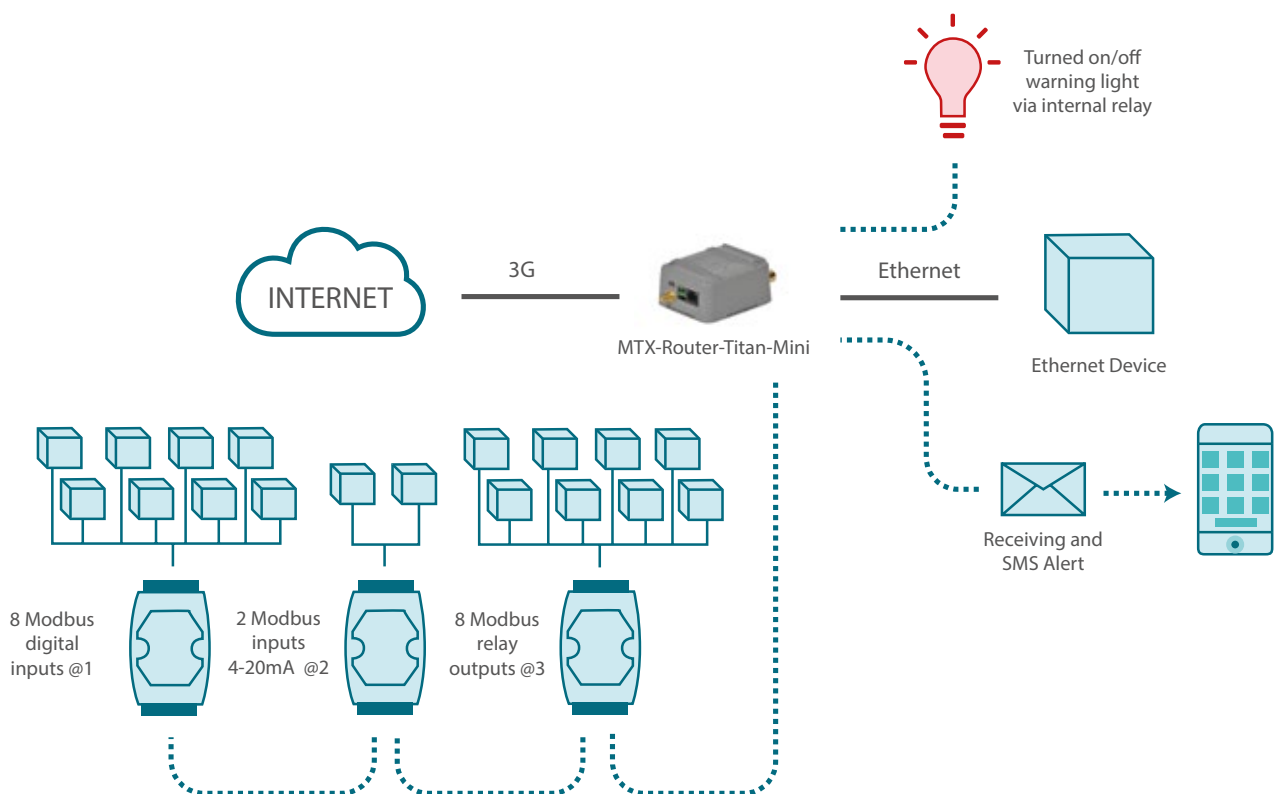 Turned on/off
warning light
via internal relay
INTERNET
3G
Ethernet
MTX-Router-Titan-Mini
Ethernet Device
Receiving and
SMS Alert
8 Modbus
digital
inputs @1
2 Modbus
inputs
4-20mA @2
8 Modbus
relay
outputs @3